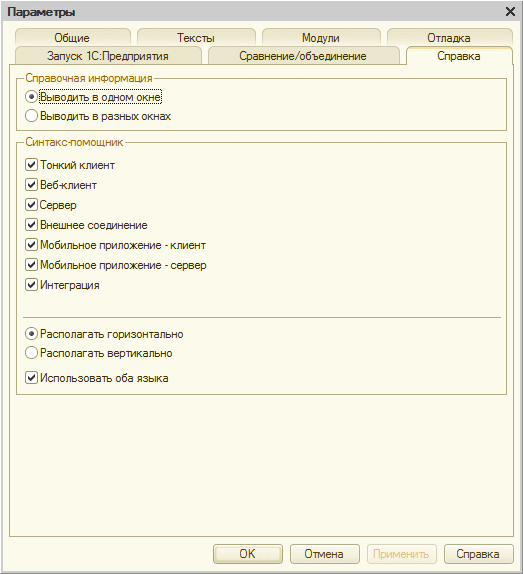 Параметры
Общие
Тексты
Модули
Отладка
Запуск 1С:Предприятия
Сравнение/объединение
Справка
Справочная информация
Выводить в одном окне
Выводить в разных окнах
Синтакс-помощник
Тонкий клиент
Веб-клиент
Сервер
Внешнее соединение
Мобильное приложение - клиент
Мобильное приложение - сервер
Интеграция
Располагать горизонтально
Располагать вертикально
Использовать оба языка
ОК
Отмена
Применить
Справка